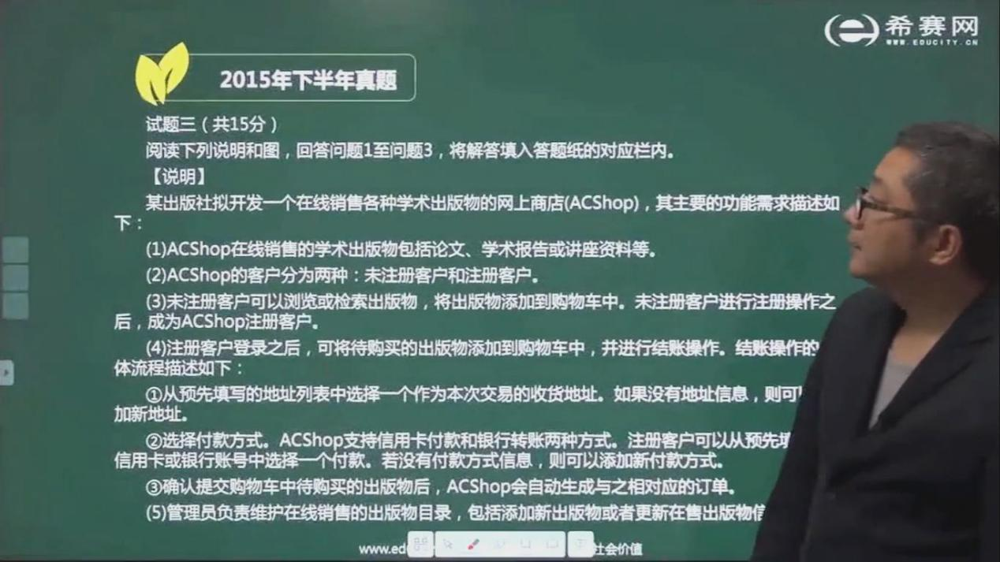 希赛网
WWW.EDUCITY.CN
2015年下半年真题
试题三（共15分）
阅读下列说明和图，回答问题1至问题3，将解答填入答题纸的对应栏内。
【说明】
某出版社拟开发一个在线销售各种学术出版物的网上商店(ACShop)，其主要的功能需求描述如
下：
(1)ACShop在线销售的学术出版物包括论文、学术报告或讲座资料等。
(2)ACShop的客户分为两种：未注册客户和注册客户。
(3)未注册客户可以浏览或检索出版物，将出版物添加到购物车中。未注册客户进行注册操作之
后，成为ACShop注册客户。
(4)注册客户登录之后，可将待购买的出版物添加到购物车中，并进行结账操作。结账操作的
体流程描述如下：
①从预先填写的地址列表中选择一个作为本次交易的收货地址。如果没有地址信息，则可
加新地址。
②选择付款方式。ACShop支持信用卡付款和银行转账两种方式。注册客户可以从预先填
信用卡或银行账号中选择一个付款。若没有付款方式信息，则可以添加新付款方式。
③确认提交购物车中待购买的出版物后，ACShop会自动生成与之相对应的订单。
(5)管理员负责维护在线销售的出版物目录，包括添加新出版物或者更新在售出版物信
www.ed 社会价值